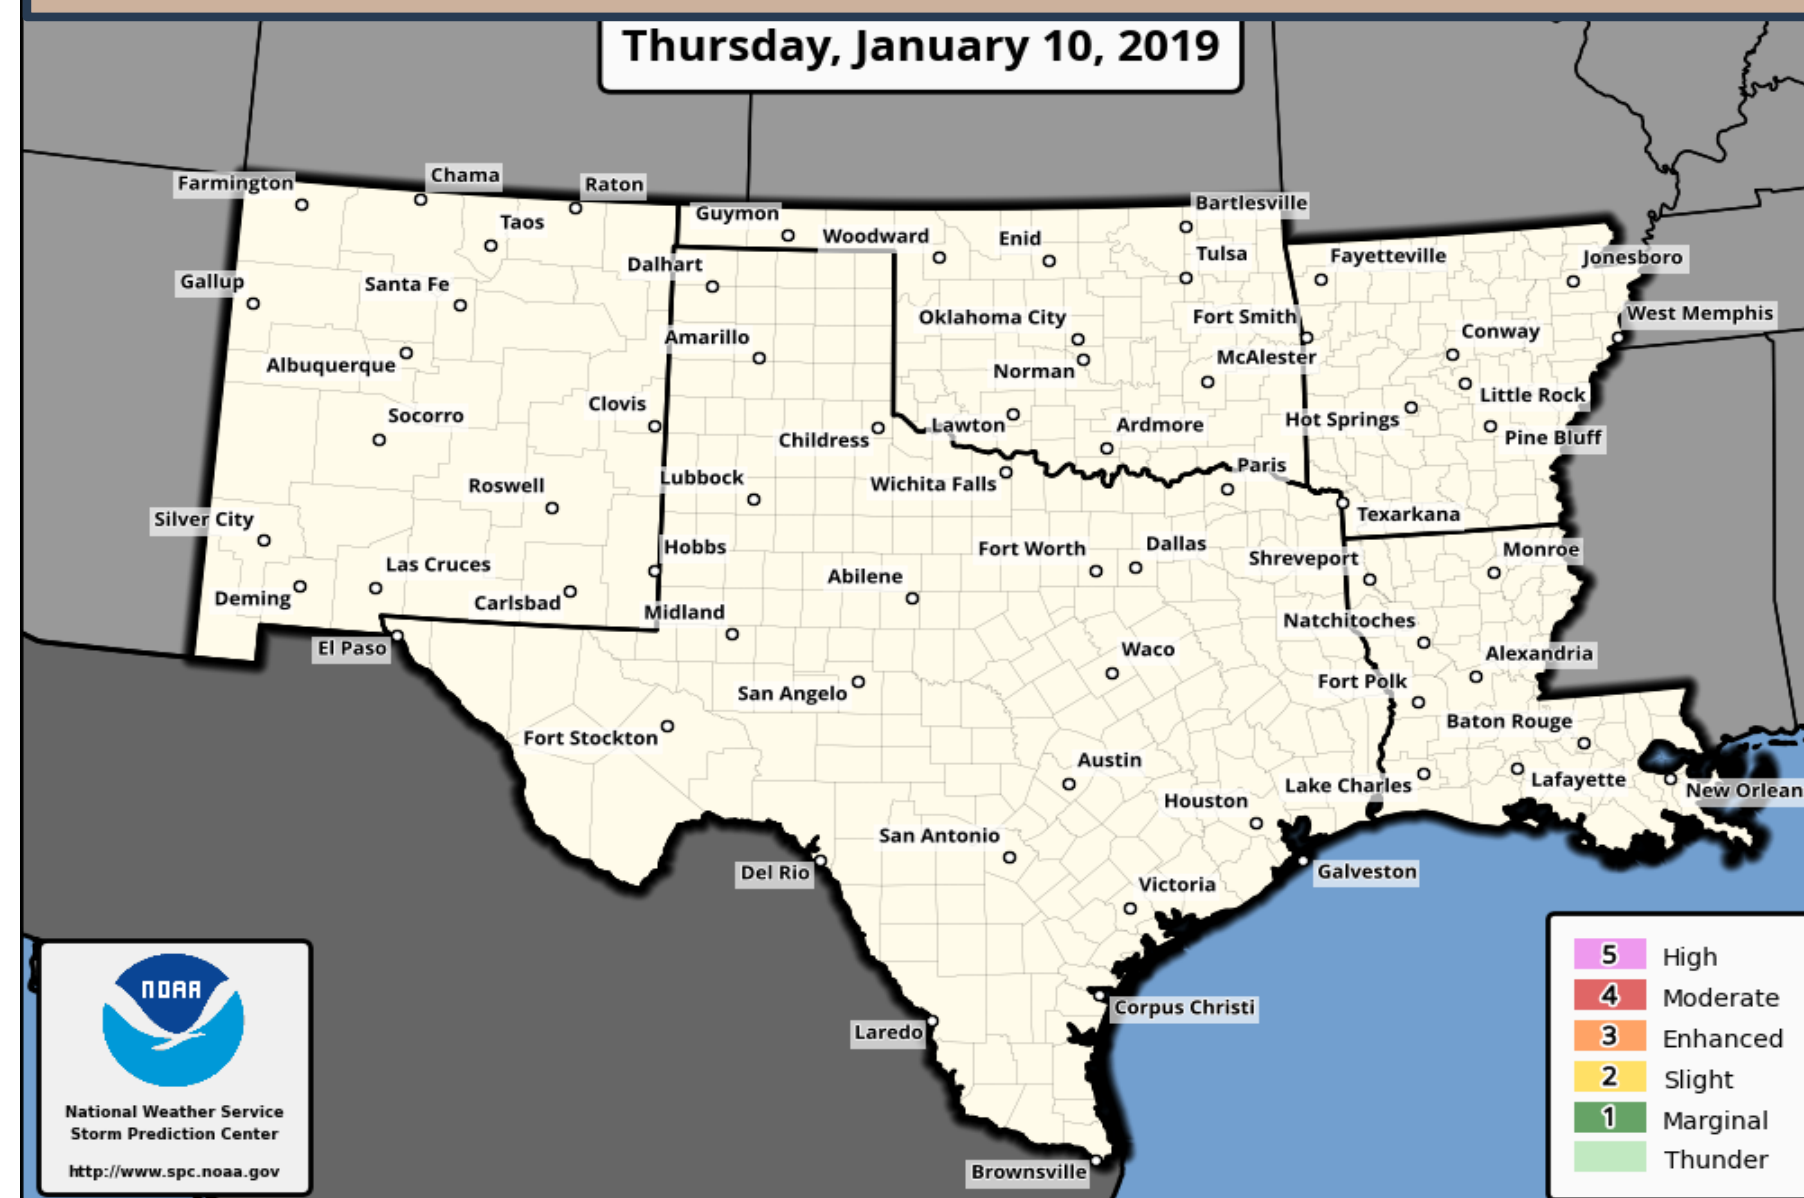 Thursday, January 10, 2019
Farmington
Chama
Raton
Taos
Guymon
Woodward
Enid
Bartlesville
Tulsa
Gallup
Santa Fe
Dalhart
Fayetteville
Jonesboro
Amarillo
Oklahoma City
Fort Smith
West Memphis
Conway
Albuquerque
Norman
McAlester
Little Rock
Socorro
Clovis
Childress
Lawton
Ardmore
Hot Springs
Pine Bluff
Roswell
Lubbock
Wichita Falls
Paris
Silver City
Texarkana
Hobbs
Fort Worth
Dallas
Shreveport
Monroe
Las Cruces
Abilene
Deming
Carlsbad
Midland
Natchitoches
El Paso
Waco
Alexandria
San Angelo
Fort Polk
Fort Stockton
Baton Rouge
Austin
Lake Charles
Lafayette
New Orlean
Houston
San Antonio
Del Rio
Galveston
Victoria
Corpus Christi
Laredo
Brownsville
NOAA
National Weather Service
Storm Prediction Center
http://www.spc.noaa.gov
5 High
4 Moderate
3 Enhanced
2 Slight
1 Marginal
Thunder